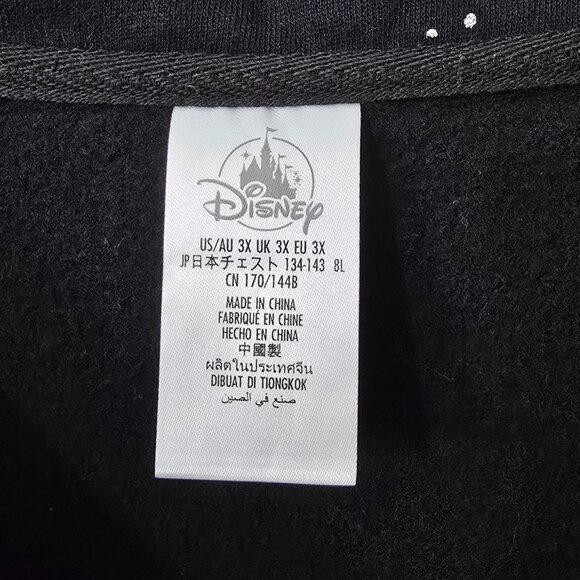 Disney
US/AU 3X UK 3X EU 3X
JP日本チェスト 134-143 8L
CN 170/144B
MADE IN CHINA
FABRIQUÉ EN CHINE
HECHO EN CHINA
中國製
ผลิตในประเทศจีน
DIBUAT DI TIONGKOK
صنع في الصين